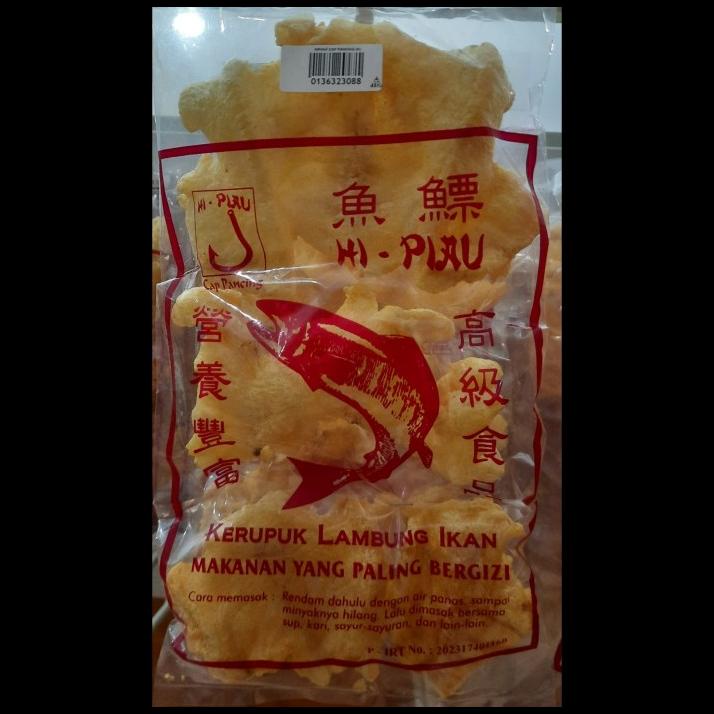 0136323088
HI - PIAU
Cap Pancing
魚鰾
HI - PIAU
營養豐富
高級食品
KERUPUK LAMBUNG IKAN
MAKANAN YANG PALING BERGIZI
Cara memasak : Rendam dahulu dengan air panas, sampai
minyaknya hilang. Lalu dimasak bersama
sup, kari, sayur-sayuran, dan lain-lain.
P - IRT No. :